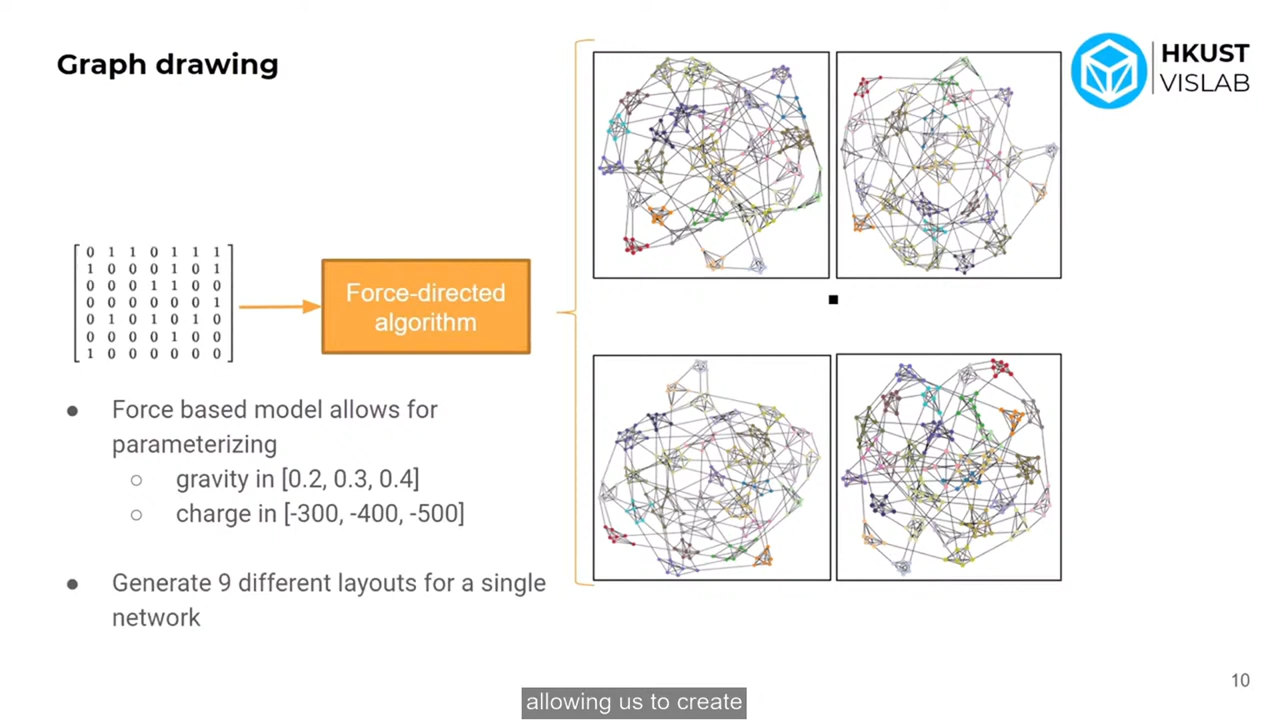 Graph drawing
HKUST
VISLAB
0 1 1 0 1 1 1
1 0 0 0 1 0 1
0 0 0 1 1 0 0
0 0 0 0 0 0 1
0 1 0 1 0 1 0
0 0 0 0 1 0 0
1 0 0 0 0 0 0
Force-directed
algorithm
● Force based model allows for
parameterizing
○ gravity in [0.2, 0.3, 0.4]
○ charge in [-300, -400, -500]
● Generate 9 different layouts for a single
network
10
allowing us to create